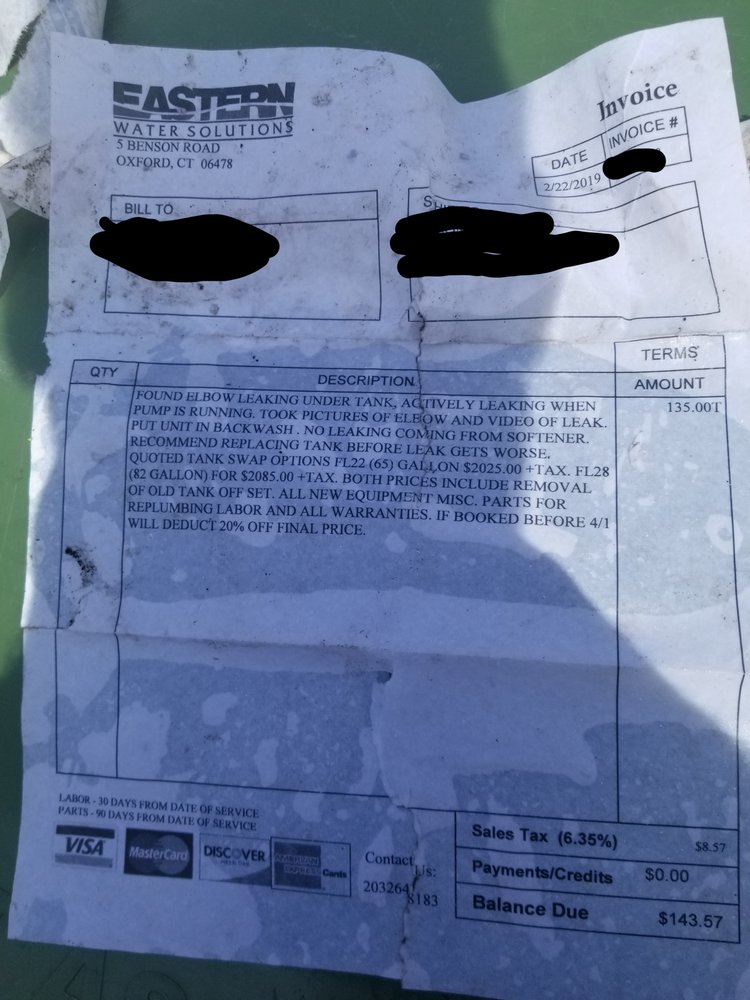 EASTERN
WATER SOLUTIONS
5 BENSON ROAD
OXFORD, CT 06478
Invoice
DATE
INVOICE #
2/22/2019
BILL TO
TERMS
QTY
DESCRIPTION
AMOUNT
FOUND ELBOW LEAKING UNDER TANK, ACTIVELY LEAKING WHEN
PUMP IS RUNNING. TOOK PICTURES OF ELBOW AND VIDEO OF LEAK.
PUT UNIT IN BACKWASH . NO LEAKING COMING FROM SOFTENER.
RECOMMEND REPLACING TANK BEFORE LEAK GETS WORSE.
QUOTED TANK SWAP OPTIONS FL22 (65) GALLON $2025.00 +TAX. FL28
(82 GALLON) FOR $2085.00 +TAX. BOTH PRICES INCLUDE REMOVAL
OF OLD TANK OFF SET. ALL NEW EQUIPMENT MISC. PARTS FOR
REPLUMBING LABOR AND ALL WARRANTIES. IF BOOKED BEFORE 4/1
WILL DEDUCT 20% OFF FINAL PRICE.
135.00T
LABOR - 30 DAYS FROM DATE OF SERVICE
PARTS - 90 DAYS FROM DATE OF SERVICE
VISA
MasterCard
DISCOVER
AMERICAN
EXPRESS
Cards
Contact Us:
203264 8183
Sales Tax (6.35%)
$8.57
Payments/Credits
$0.00
Balance Due
$143.57